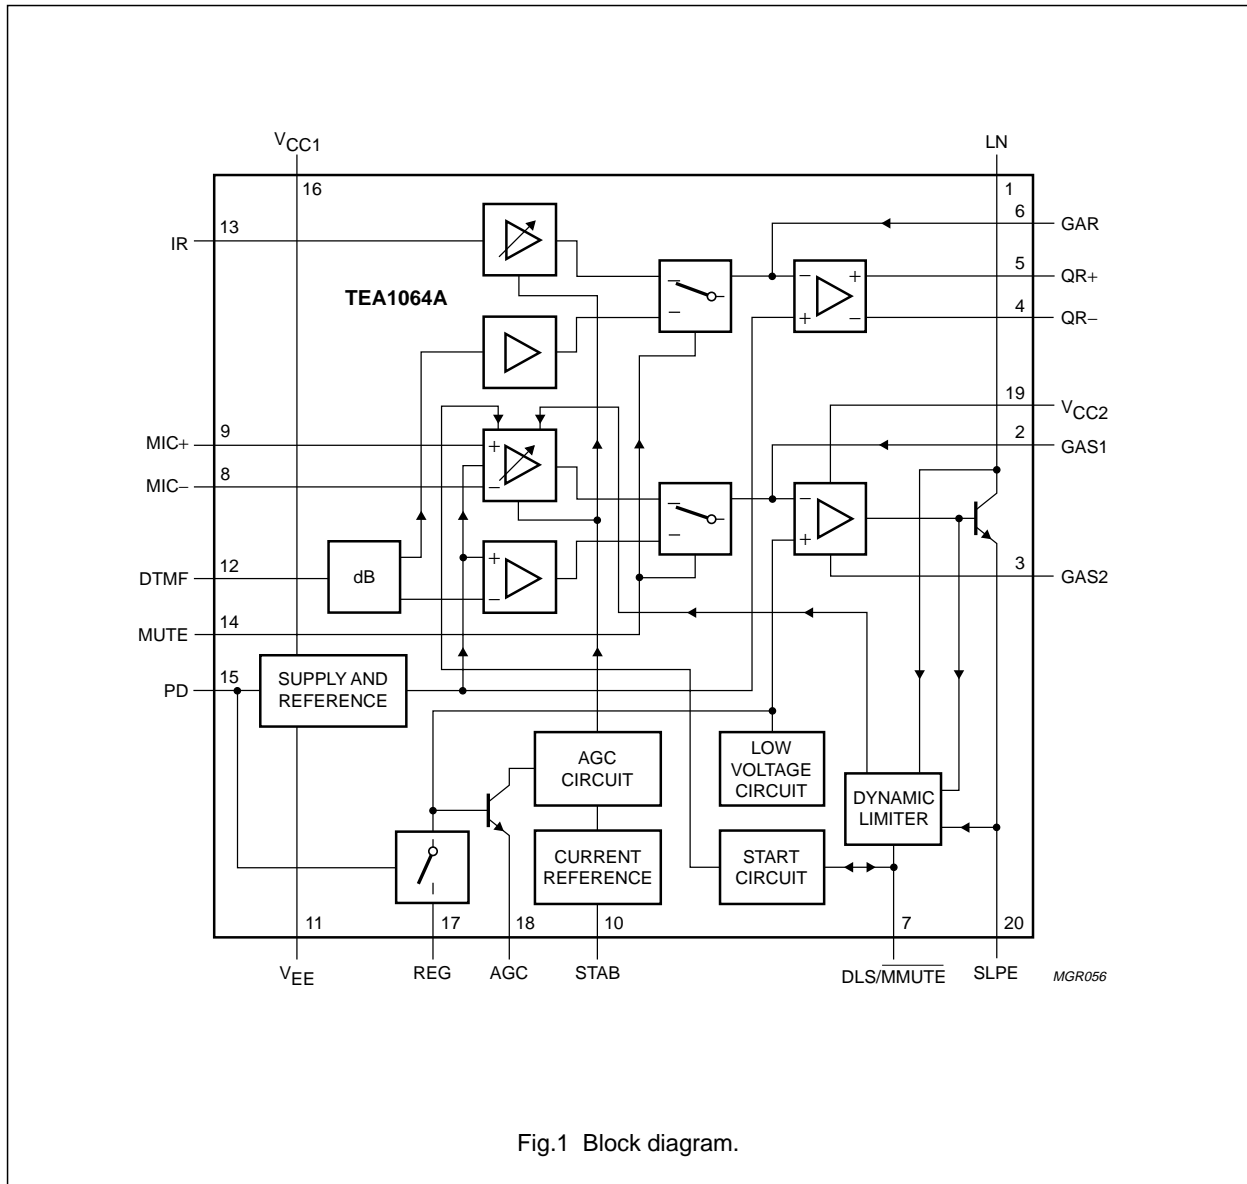 VCC1
LN
16
1
13
6
IR
GAR
5
QR+
TEA1064A
4
QR−
19
VCC2
9
2
MIC+
GAS1
8
MIC−
12
dB
3
DTMF
GAS2
14
MUTE
15
PD
SUPPLY AND
REFERENCE
AGC
CIRCUIT
LOW
VOLTAGE
CIRCUIT
DYNAMIC
LIMITER
CURRENT
REFERENCE
START
CIRCUIT
11
17
18
10
7
20
VEE
REG
AGC
STAB
DLS/MMUTE
SLPE
MGR056
Fig.1 Block diagram.